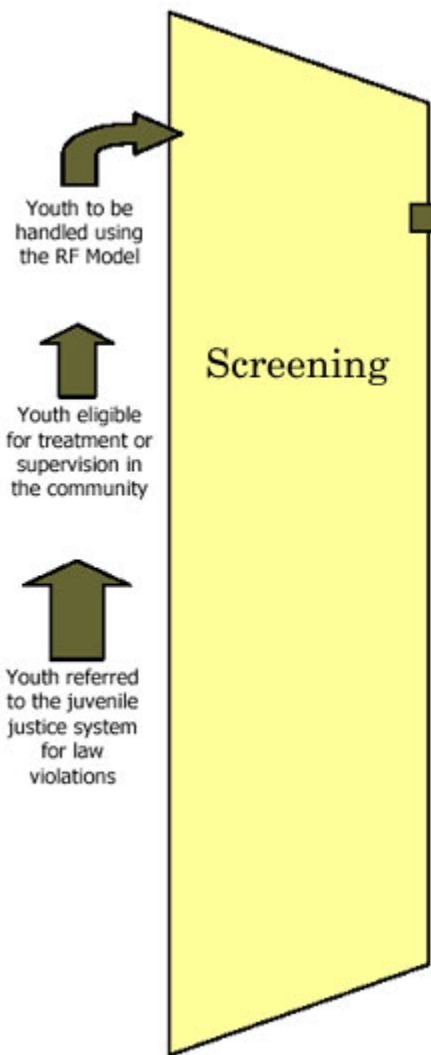 Youth to be
handled using
the RF Model
Screening
Youth eligible
for treatment or
supervision in
the community
Youth referred
to the juvenile
justice system
for law
violations